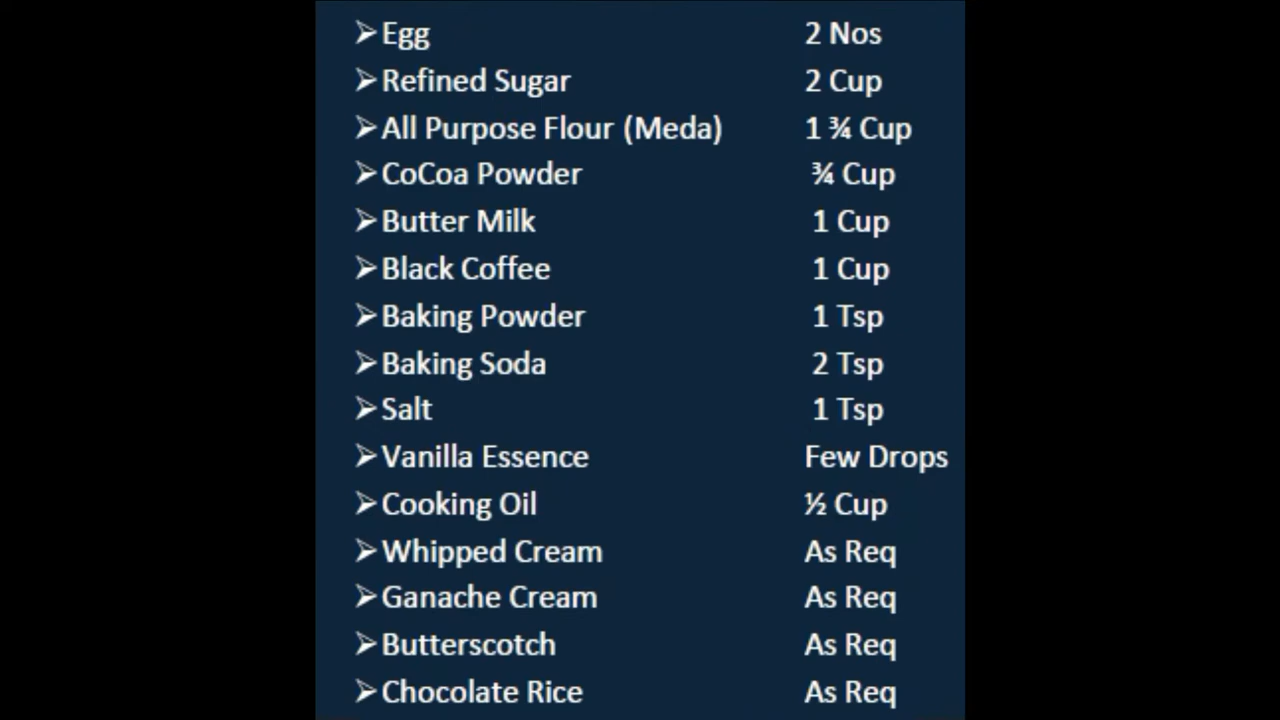 ➢Egg 2 Nos
➢Refined Sugar 2 Cup
➢All Purpose Flour (Meda) 1 ¾ Cup
➢CoCoa Powder ¾ Cup
➢Butter Milk 1 Cup
➢Black Coffee 1 Cup
➢Baking Powder 1 Tsp
➢Baking Soda 2 Tsp
➢Salt 1 Tsp
➢Vanilla Essence Few Drops
➢Cooking Oil ½ Cup
➢Whipped Cream As Req
➢Ganache Cream As Req
➢Butterscotch As Req
➢Chocolate Rice As Req